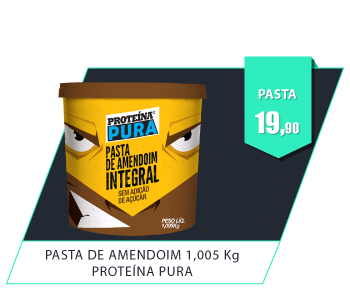 PASTA
19,90
PROTEÍNA
PURA
PASTA
DE AMENDOIM
INTEGRAL
SEM ADIÇÃO
DE AÇÚCAR
PESO LÍQ.
1,005Kg
PASTA DE AMENDOIM 1,005 Kg
PROTEÍNA PURA